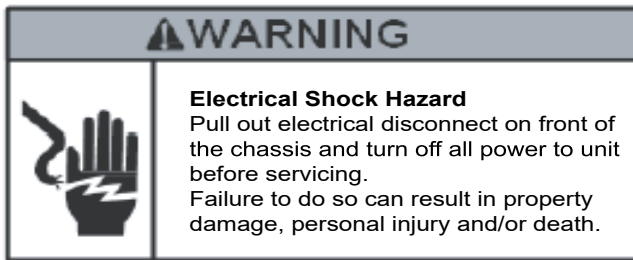 WARNING
Electrical Shock Hazard
Pull out electrical disconnect on front of
the chassis and turn off all power to unit
before servicing.
Failure to do so can result in property
damage, personal injury and/or death.